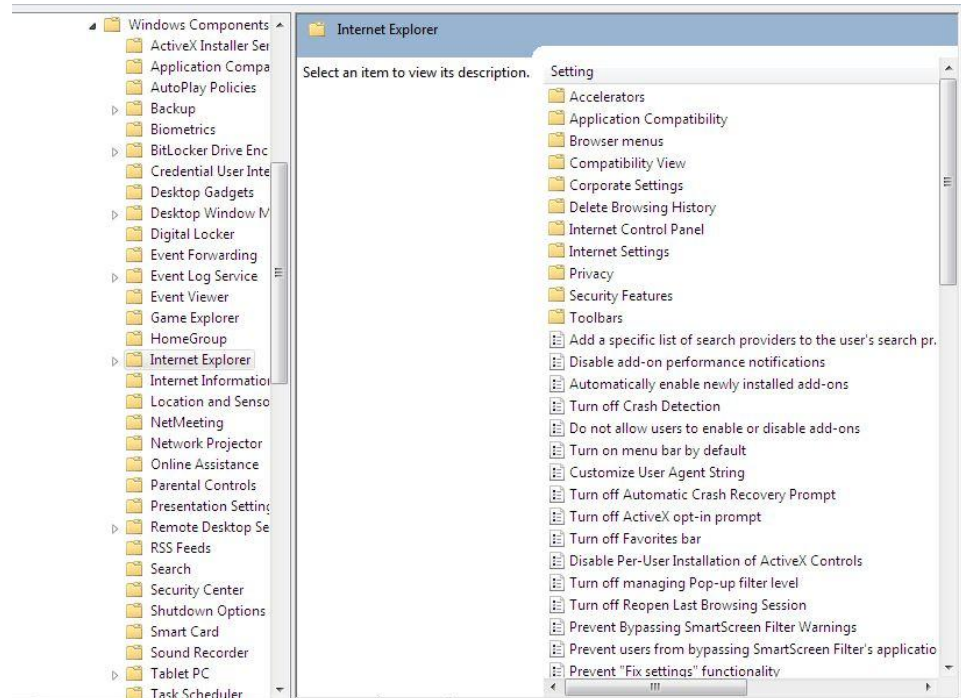 Windows Components
ActiveX Installer Ser
Application Compa
AutoPlay Policies
Backup
Biometrics
BitLocker Drive Enc
Credential User Inte
Desktop Gadgets
Desktop Window M
Digital Locker
Event Forwarding
Event Log Service
Event Viewer
Game Explorer
HomeGroup
Internet Explorer
Internet Information
Location and Senso
NetMeeting
Network Projector
Online Assistance
Parental Controls
Presentation Setting
Remote Desktop Se
RSS Feeds
Search
Security Center
Shutdown Options
Smart Card
Sound Recorder
Tablet PC
Task Scheduler
Internet Explorer
Select an item to view its description.
Setting
Accelerators
Application Compatibility
Browser menus
Compatibility View
Corporate Settings
Delete Browsing History
Internet Control Panel
Internet Settings
Privacy
Security Features
Toolbars
Add a specific list of search providers to the user's search pr.
Disable add-on performance notifications
Automatically enable newly installed add-ons
Turn off Crash Detection
Do not allow users to enable or disable add-ons
Turn on menu bar by default
Customize User Agent String
Turn off Automatic Crash Recovery Prompt
Turn off ActiveX opt-in prompt
Turn off Favorites bar
Disable Per-User Installation of ActiveX Controls
Turn off managing Pop-up filter level
Turn off Reopen Last Browsing Session
Prevent Bypassing SmartScreen Filter Warnings
Prevent users from bypassing SmartScreen Filter's applicatio
Prevent "Fix settings" functionality